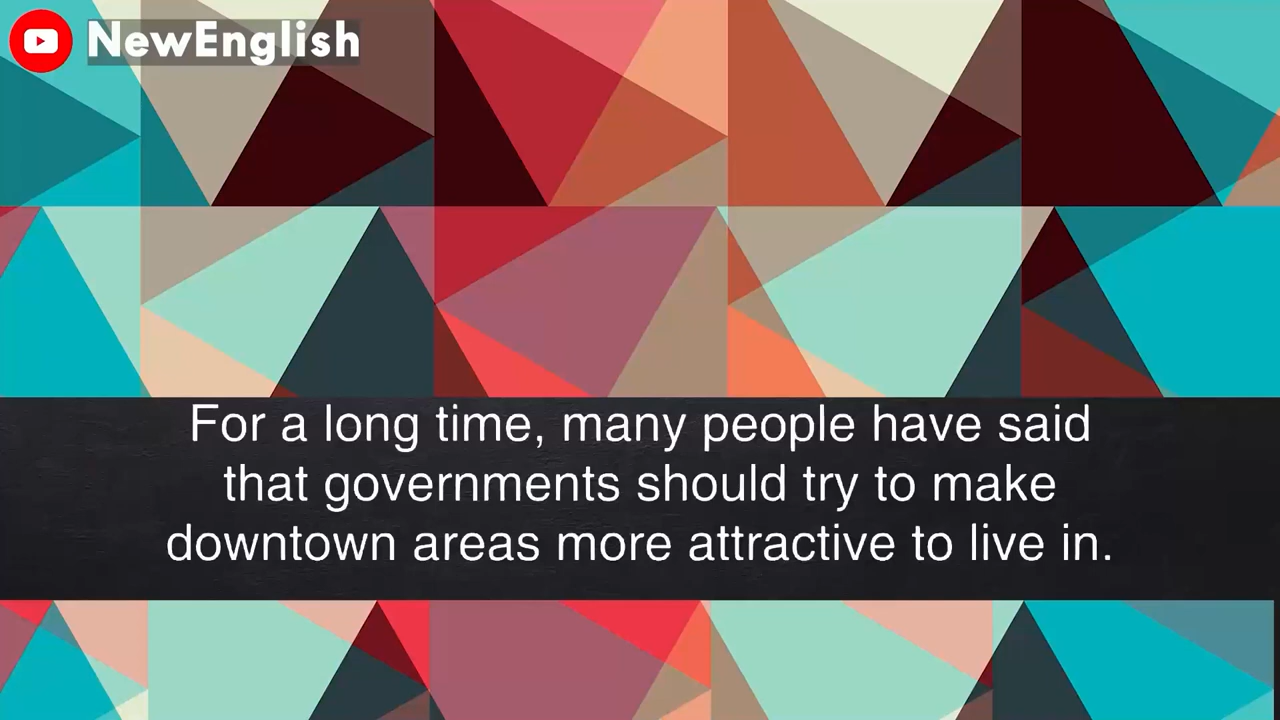 NewEnglish
For a long time, many people have said
that governments should try to make
downtown areas more attractive to live in.